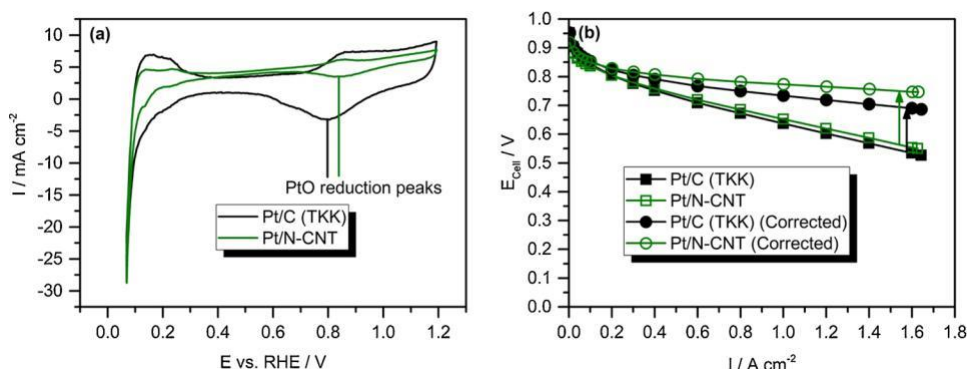 (a)
10
5
0
-5
-10
-15
-20
-25
-30
I / mA cm-2
PtO reduction peaks
Pt/C (TKK)
Pt/N-CNT
0.0 0.2 0.4 0.6 0.8 1.0 1.2
E vs. RHE / V
(b)
1.0
0.9
0.8
0.7
0.6
0.5
0.4
0.3
0.2
0.1
0.0
ECell / V
Pt/C (TKK)
Pt/N-CNT
Pt/C (TKK) (Corrected)
Pt/N-CNT (Corrected)
0.0 0.2 0.4 0.6 0.8 1.0 1.2 1.4 1.6 1.8
I / A cm-2